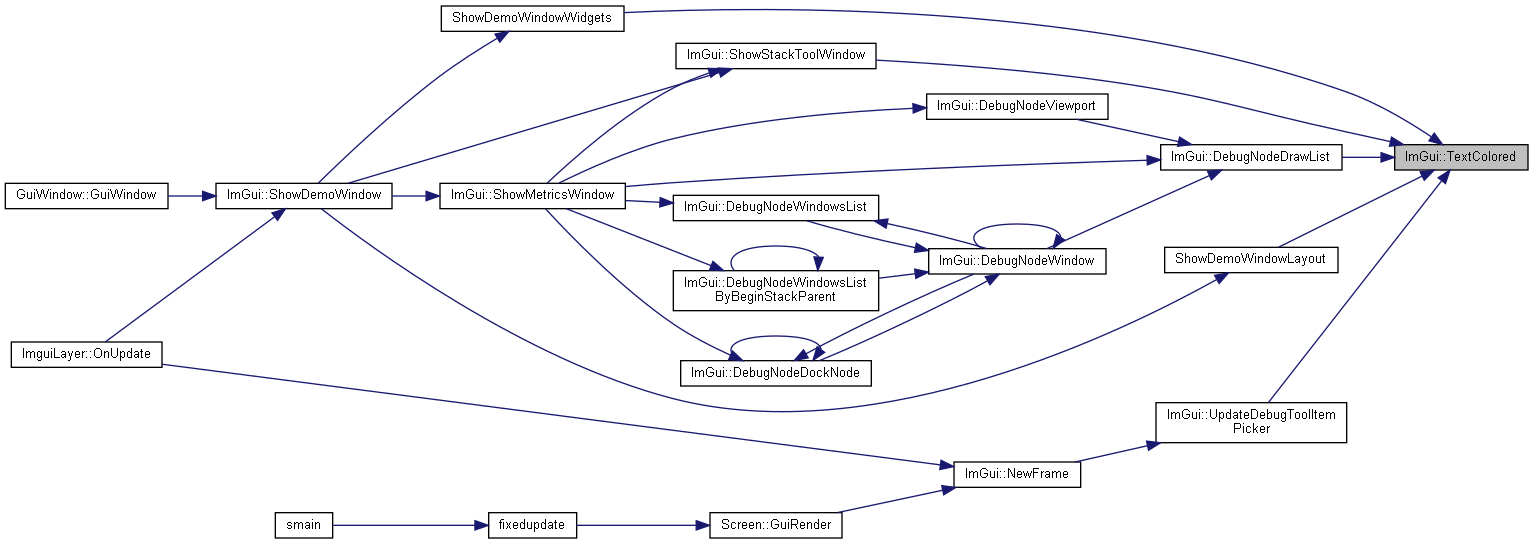 ShowDemoWindowWidgets
ImGui::ShowStackToolWindow
ImGui::DebugNodeViewport
ImGui::DebugNodeDrawList
ImGui::TextColored
GuiWindow::GuiWindow
ImGui::ShowDemoWindow
ImGui::ShowMetricsWindow
ImGui::DebugNodeWindowsList
ImGui::DebugNodeWindow
ShowDemoWindowLayout
ImGui::DebugNodeWindowsList
ByBeginStackParent
ImguiLayer::OnUpdate
ImGui::DebugNodeDockNode
ImGui::UpdateDebugToolItem
Picker
ImGui::NewFrame
smain
fixedupdate
Screen::GuiRender